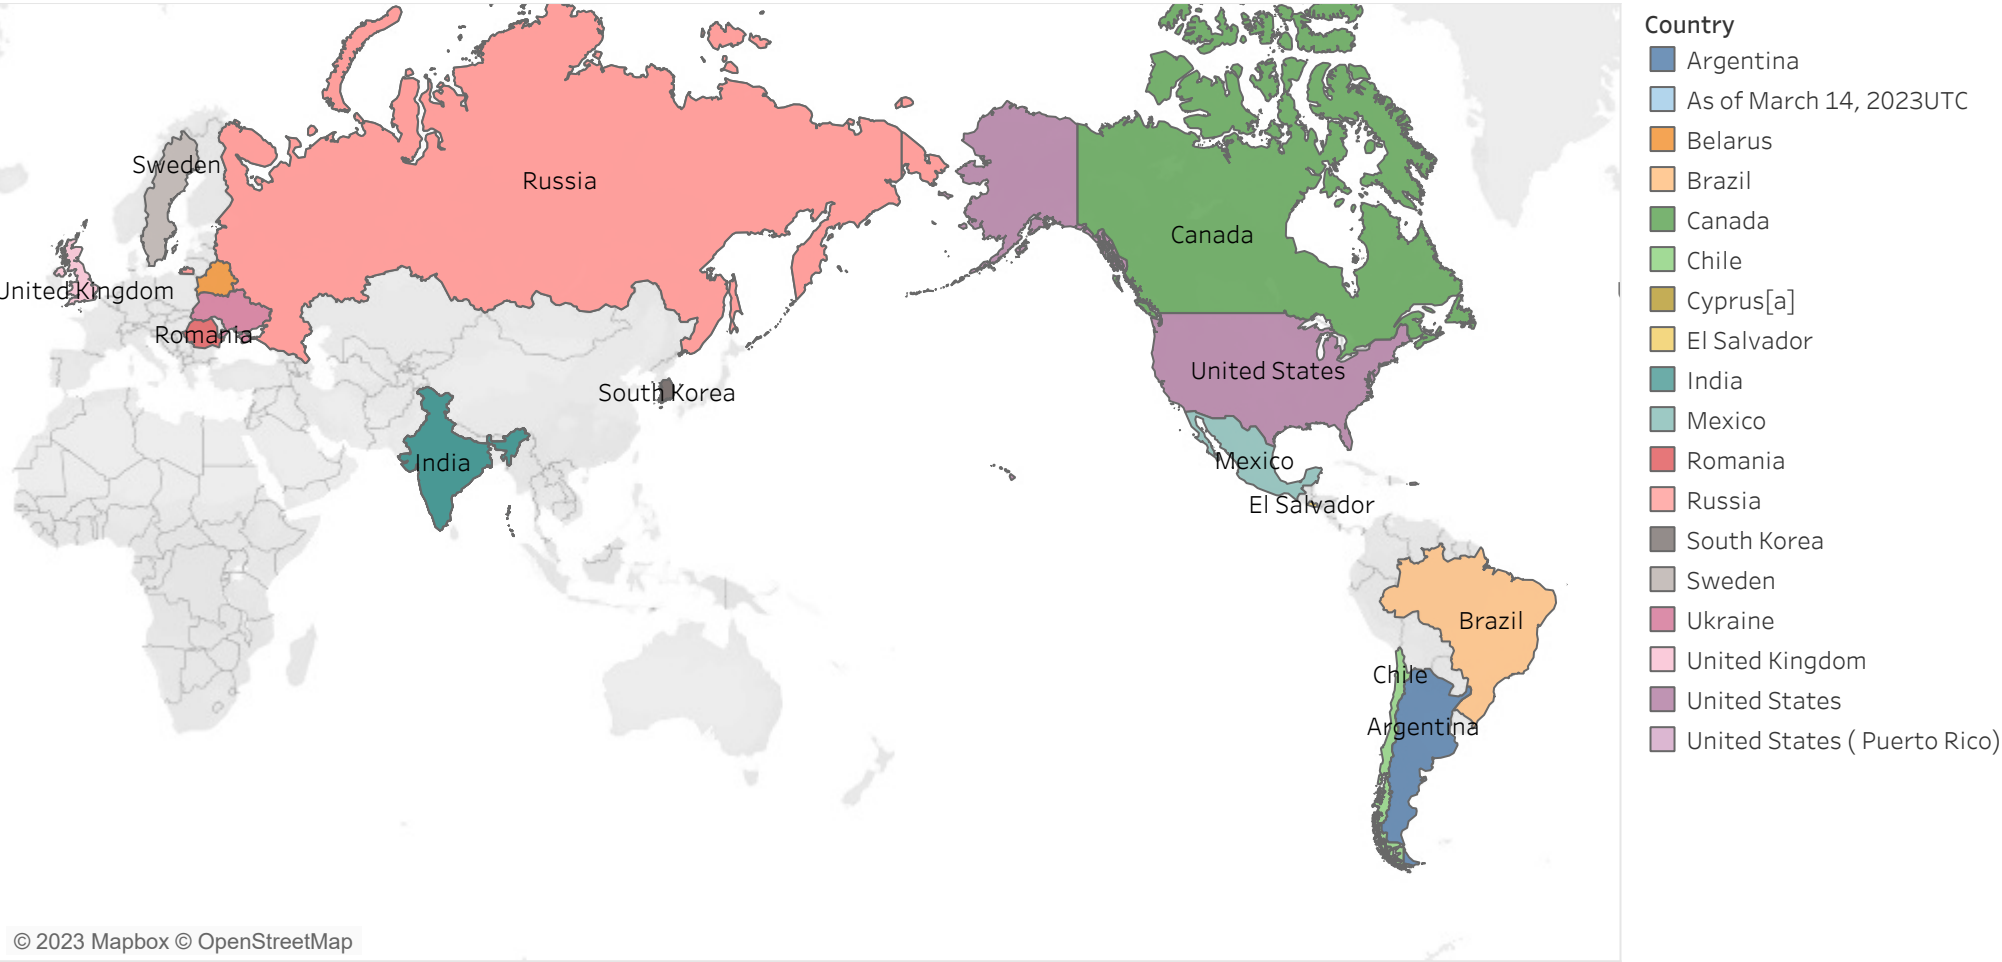 Sweden
Russia
Canada
United Kingdom
Romania
South Korea
United States
India
Mexico
El Salvador
Brazil
Chile
Argentina
© 2023 Mapbox © OpenStreetMap
Country
Argentina
As of March 14, 2023UTC
Belarus
Brazil
Canada
Chile
Cyprus[a]
El Salvador
India
Mexico
Romania
Russia
South Korea
Sweden
Ukraine
United Kingdom
United States
United States ( Puerto Rico)